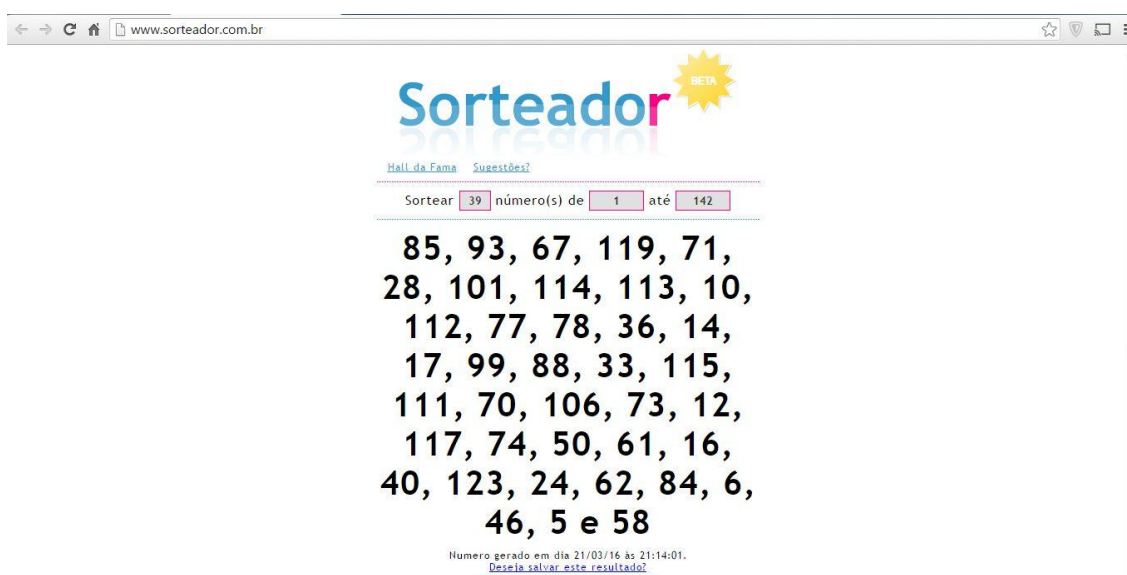 www.sorteador.com.br
Sorteador
BETA
Hall da Fama Sugestões?
Sortear 39 número(s) de 1 até 142
85, 93, 67, 119, 71,
28, 101, 114, 113, 10,
112, 77, 78, 36, 14,
17, 99, 88, 33, 115,
111, 70, 106, 73, 12,
117, 74, 50, 61, 16,
40, 123, 24, 62, 84, 6,
46, 5 e 58
Numero gerado em dia 21/03/16 às 21:14:01.
Deseja salvar este resultado?